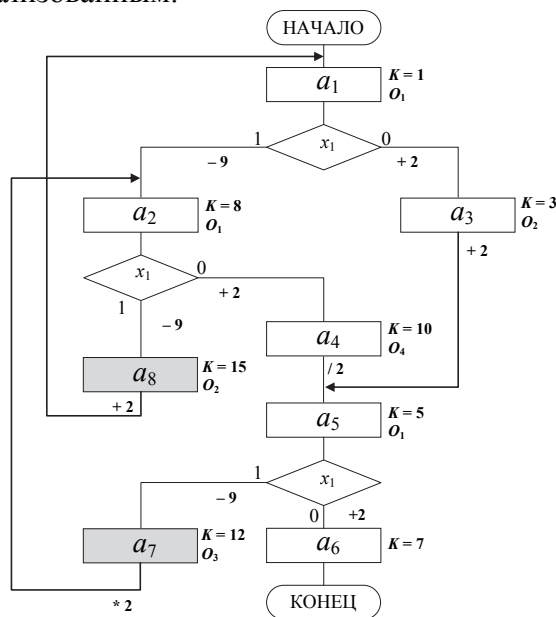 ализованным.
НАЧАЛО
a1
K = 1
O1
1
x1
0
– 9
+ 2
a2
K = 8
O1
a3
K = 3
O2
+ 2
x1
0
+ 2
1
– 9
a4
K = 10
O4
/ 2
a8
K = 15
O2
+ 2
a5
K = 5
O1
1
x1
– 9
0
+2
a7
K = 12
O3
a6
K = 7
* 2
КОНЕЦ